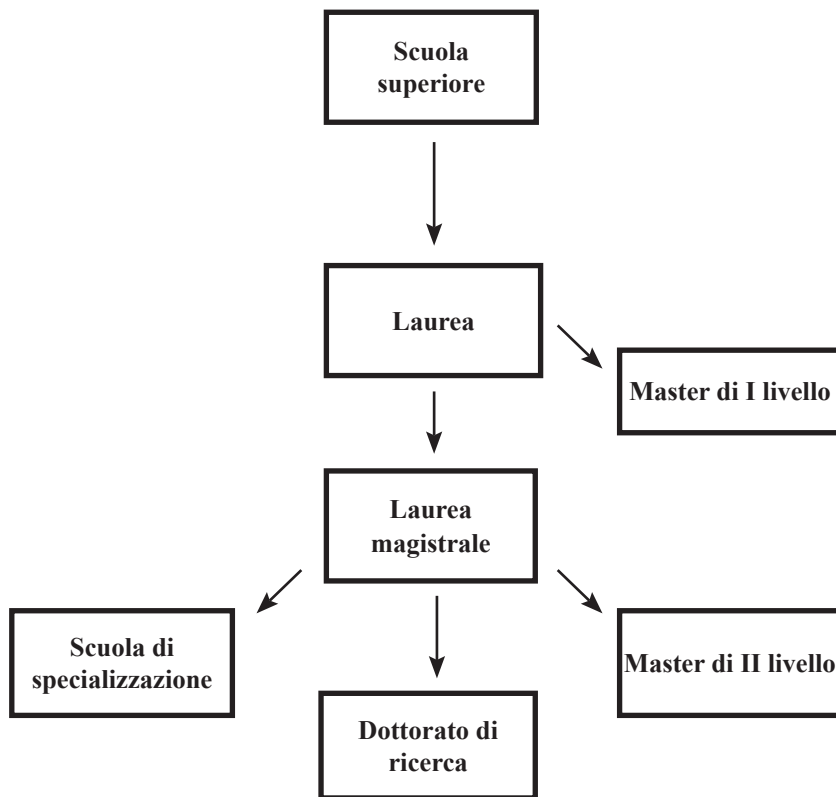 Scuola
superiore
Laurea
Master di I livello
Laurea
magistrale
Scuola di
specializzazione
Master di II livello
Dottorato di
ricerca